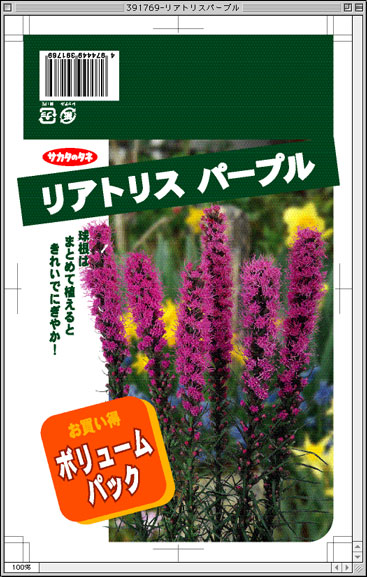 391769-リアトリスパープル
4 974449 391769
サカタのタネ
リアトリス パープル
球根は
まとめて植えると
きれいでにぎやか！
お買い得
ボリューム
パック
100%